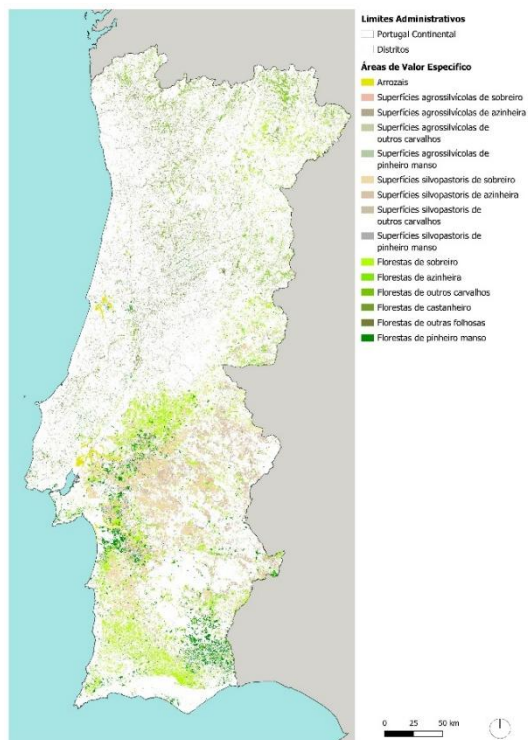 Limites Administrativos
Portugal Continental
Distritos
Áreas de Valor Específico
Arrozais
Superfícies agrossilvícolas de sobreiro
Superfícies agrossilvícolas de azinheira
Superfícies agrossilvícolas de
outros carvalhos
Superfícies agrossilvícolas de
pinheiro manso
Superfícies silvopastoris de sobreiro
Superfícies silvopastoris de azinheira
Superfícies silvopastoris de
outros carvalhos
Superfícies silvopastoris de
pinheiro manso
Florestas de sobreiro
Florestas de azinheira
Florestas de outros carvalhos
Florestas de castanheiro
Florestas de outras folhosas
Florestas de pinheiro manso
0 25 50 km